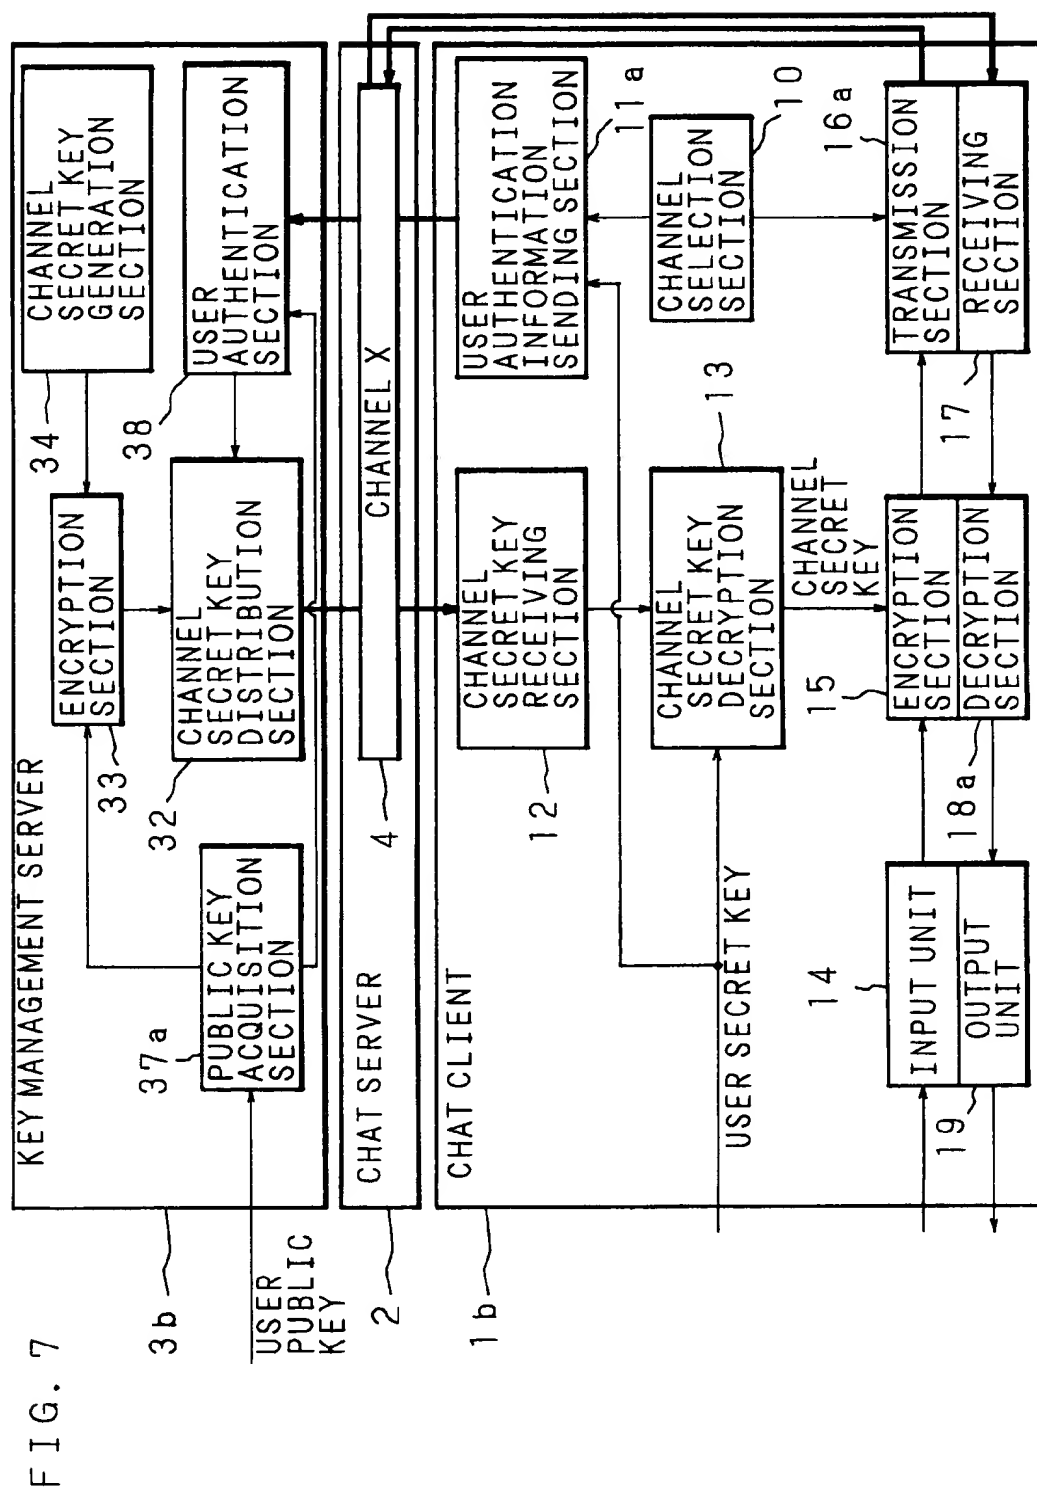 FIG. 7
KEY MANAGEMENT SERVER
3b
USER
PUBLIC
KEY
37a
PUBLIC KEY
ACQUISITION
SECTION
33
ENCRYPTION
SECTION
34
CHANNEL
SECRET KEY
GENERATION
SECTION
32
CHANNEL
SECRET KEY
DISTRIBUTION
SECTION
38
USER
AUTHENTICATION
SECTION
CHAT SERVER
2
4
CHANNEL X
CHAT CLIENT
1b
12
CHANNEL
SECRET KEY
RECEIVING
SECTION
USER
AUTHENTICATION
INFORMATION
SENDING SECTION
11a
USER SECRET KEY
CHANNEL
SECRET KEY
DECRYPTION
SECTION
13
CHANNEL
SELECTION
SECTION
10
CHANNEL
SECRET
KEY
14
INPUT UNIT
OUTPUT
UNIT
19
15
ENCRYPTION
SECTION
DECRYPTION
SECTION
18a
16a
TRANSMISSION
SECTION
RECEIVING
SECTION
17